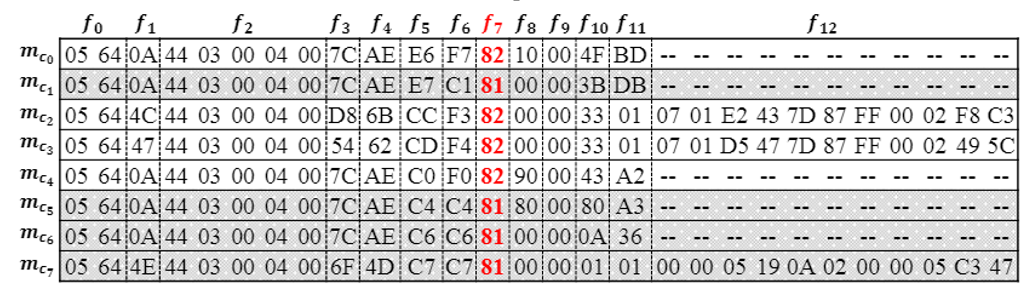 f0 f1 f2 f3 f4 f5 f6 f7 f8 f9 f10 f11 f12
mc0 05 64 0A 44 03 00 04 00 7C AE E6 F7 82 10 00 4F BD -- -- -- -- -- -- -- -- -- -- --
mc1 05 64 0A 44 03 00 04 00 7C AE E7 C1 81 00 00 3B DB -- -- -- -- -- -- -- -- -- -- --
mc2 05 64 4C 44 03 00 04 00 D8 6B CC F3 82 00 00 33 01 07 01 E2 43 7D 87 FF 00 02 F8 C3
mc3 05 64 47 44 03 00 04 00 54 62 CD F4 82 00 00 33 01 07 01 D5 47 7D 87 FF 00 02 49 5C
mc4 05 64 0A 44 03 00 04 00 7C AE C0 F0 82 90 00 43 A2 -- -- -- -- -- -- -- -- -- -- --
mc5 05 64 0A 44 03 00 04 00 7C AE C4 C4 81 80 00 80 A3 -- -- -- -- -- -- -- -- -- -- --
mc6 05 64 0A 44 03 00 04 00 7C AE C6 C6 81 00 00 0A 36 -- -- -- -- -- -- -- -- -- -- --
mc7 05 64 4E 44 03 00 04 00 6F 4D C7 C7 81 00 00 01 01 00 00 05 19 0A 02 00 00 05 C3 47